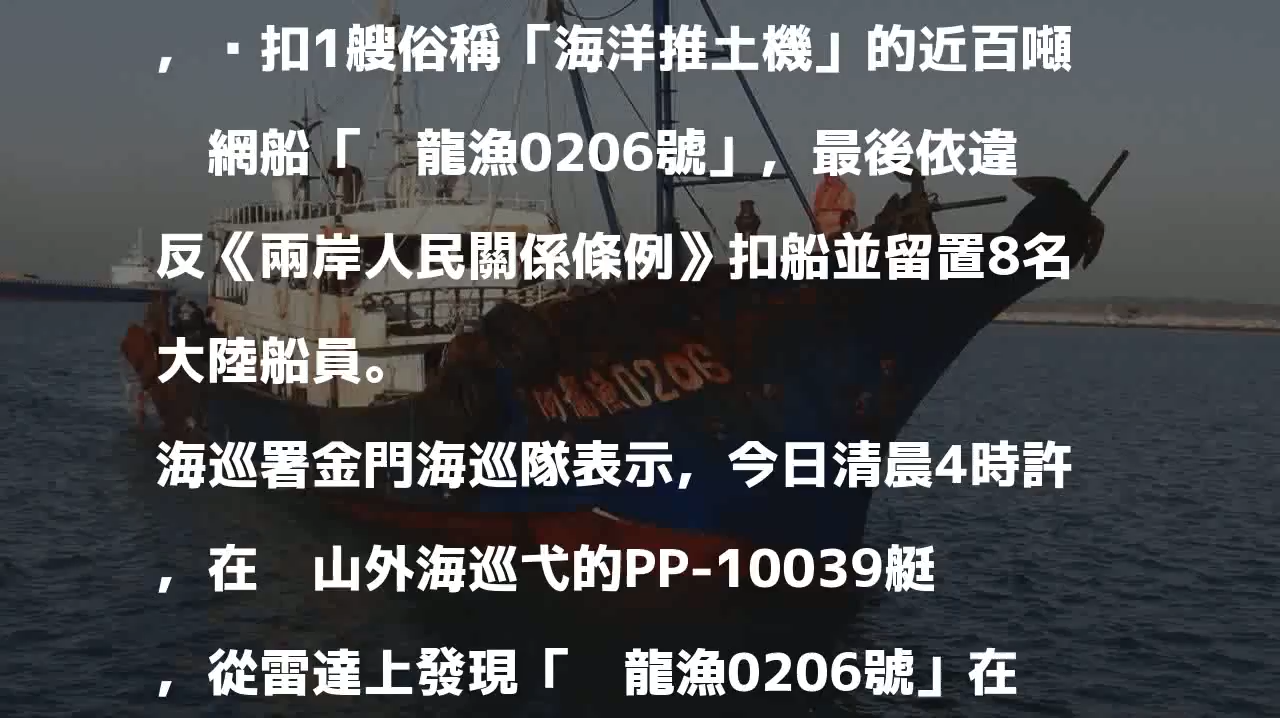 ，▪扣1艘俗稱「海洋推土機」的近百噸
網船「　龍漁0206號」，最後依違
反《兩岸人民關係條例》扣船並留置8名
大陸船員。
海巡署金門海巡隊表示，今日清晨4時許
，在　山外海巡弋的PP-10039艇
，從雷達上發現「　龍漁0206號」在
0206